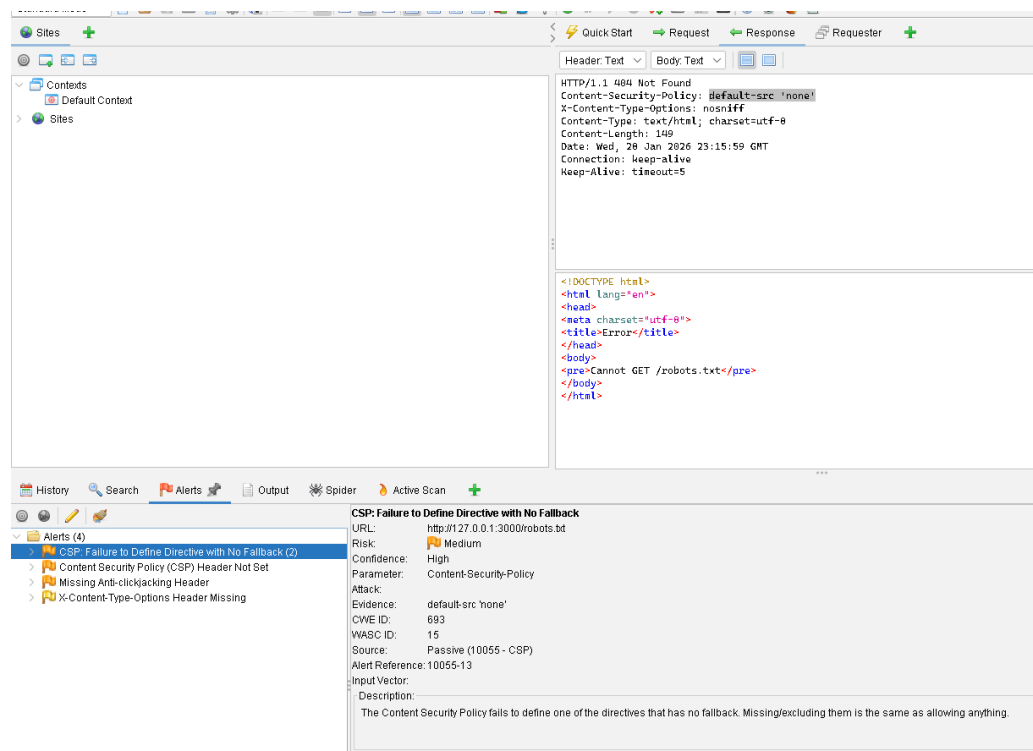 Sites
Quick Start
Request
Response
Requester
Header: Text
Body: Text
Contexts
Default Context
Sites
HTTP/1.1 404 Not Found
Content-Security-Policy: default-src 'none'
X-Content-Type-Options: nosniff
Content-Type: text/html; charset=utf-8
Content-Length: 149
Date: Wed, 28 Jan 2026 23:15:59 GMT
Connection: keep-alive
Keep-Alive: timeout=5
<!DOCTYPE html>
<html lang="en">
<head>
<meta charset="utf-8">
<title>Error</title>
</head>
<body>
<pre>Cannot GET /robots.txt</pre>
</body>
</html>
History
Search
Alerts
Output
Spider
Active Scan
Alerts (4)
CSP: Failure to Define Directive with No Fallback (2)
Content Security Policy (CSP) Header Not Set
Missing Anti-clickjacking Header
X-Content-Type-Options Header Missing
CSP: Failure to Define Directive with No Fallback
URL: http://127.0.0.1:3000/robots.txt
Risk: Medium
Confidence: High
Parameter: Content-Security-Policy
Attack:
Evidence: default-src 'none'
CWE ID: 693
WASC ID: 15
Source: Passive (10055 - CSP)
Alert Reference: 10055-13
Input Vector:
Description:
The Content Security Policy fails to define one of the directives that has no fallback. Missing/excluding them is the same as allowing anything.